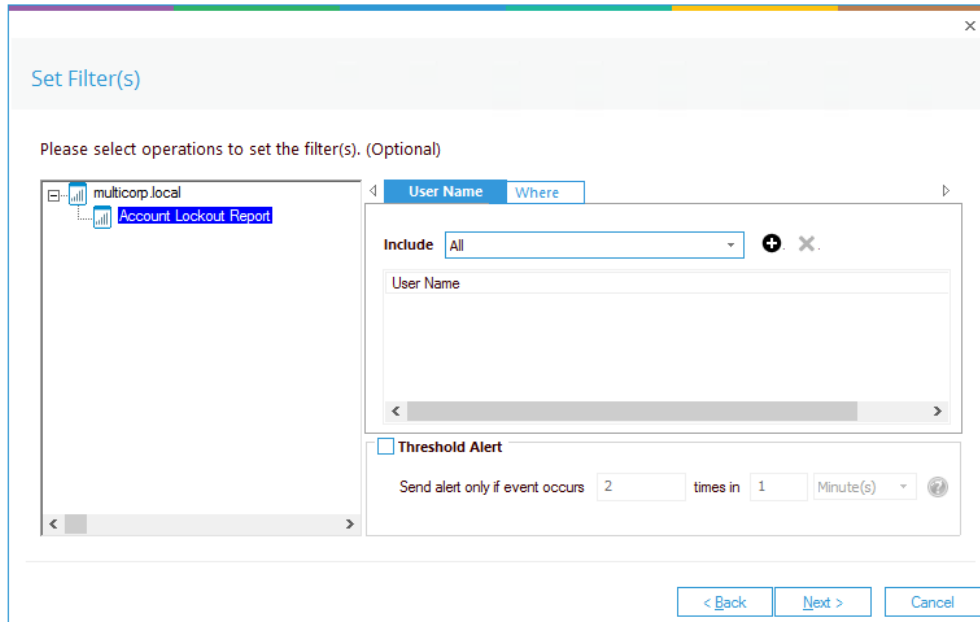 Set Filter(s)
Please select operations to set the filter(s). (Optional)
multicorp.local
Account Lockout Report
User Name Where
Include All
User Name
Threshold Alert
Send alert only if event occurs 2 times in 1 Minute(s)
< Back Next > Cancel